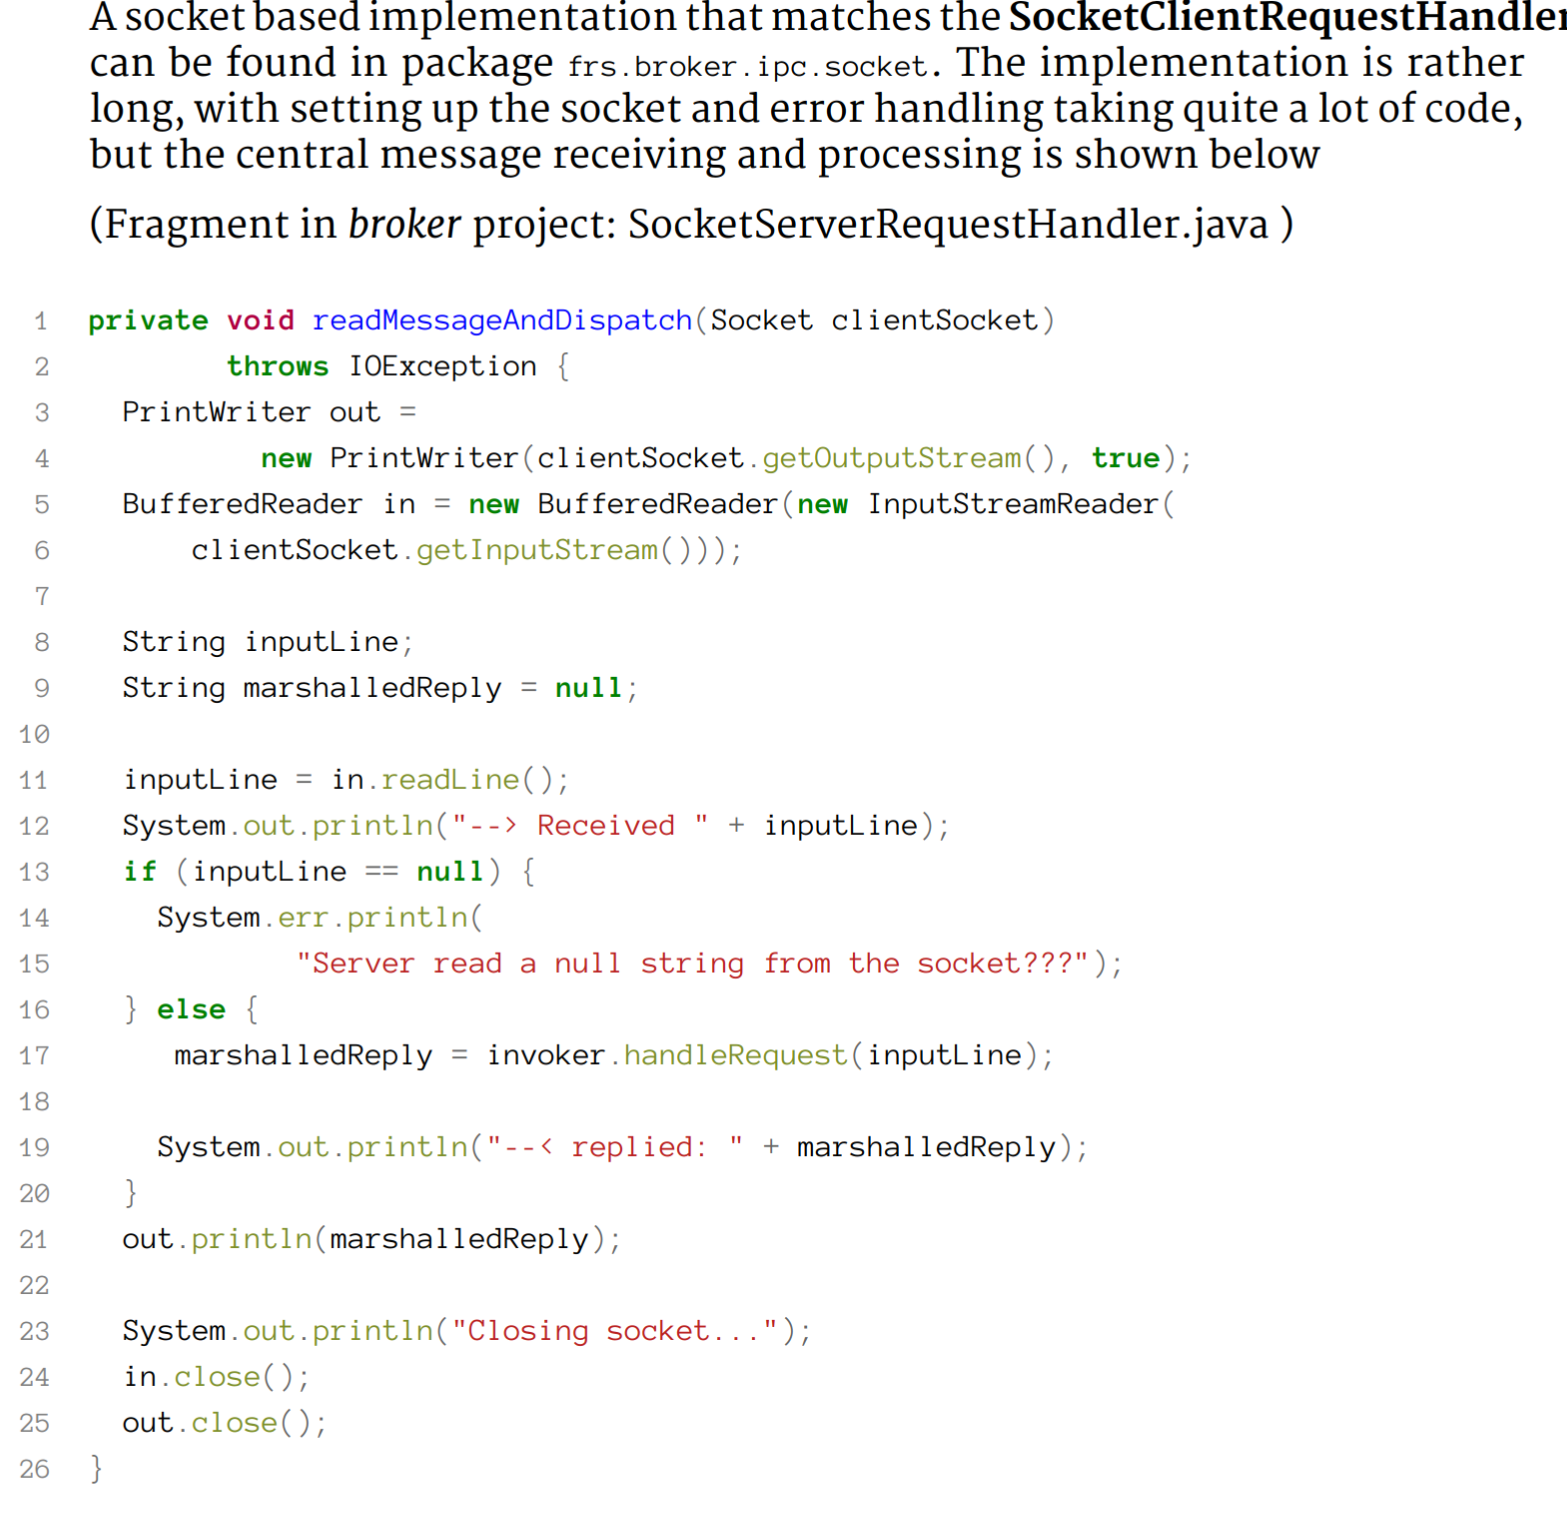 A socket based implementation that matches the SocketClientRequestHandler
can be found in package frs.broker.ipc.socket. The implementation is rather
long, with setting up the socket and error handling taking quite a lot of code,
but the central message receiving and processing is shown below
(Fragment in broker project: SocketServerRequestHandler.java )
1 private void readMessageAndDispatch(Socket clientSocket)
2         throws IOException {
3   PrintWriter out =
4           new PrintWriter(clientSocket.getOutputStream(), true);
5   BufferedReader in = new BufferedReader(new InputStreamReader(
6       clientSocket.getInputStream()));
7
8   String inputLine;
9   String marshalledReply = null;
10
11   inputLine = in.readLine();
12   System.out.println("--> Received " + inputLine);
13   if (inputLine == null) {
14     System.err.println(
15             "Server read a null string from the socket???");
16   } else {
17      marshalledReply = invoker.handleRequest(inputLine);
18
19     System.out.println("--< replied: " + marshalledReply);
20   }
21   out.println(marshalledReply);
22
23   System.out.println("Closing socket...");
24   in.close();
25   out.close();
26 }